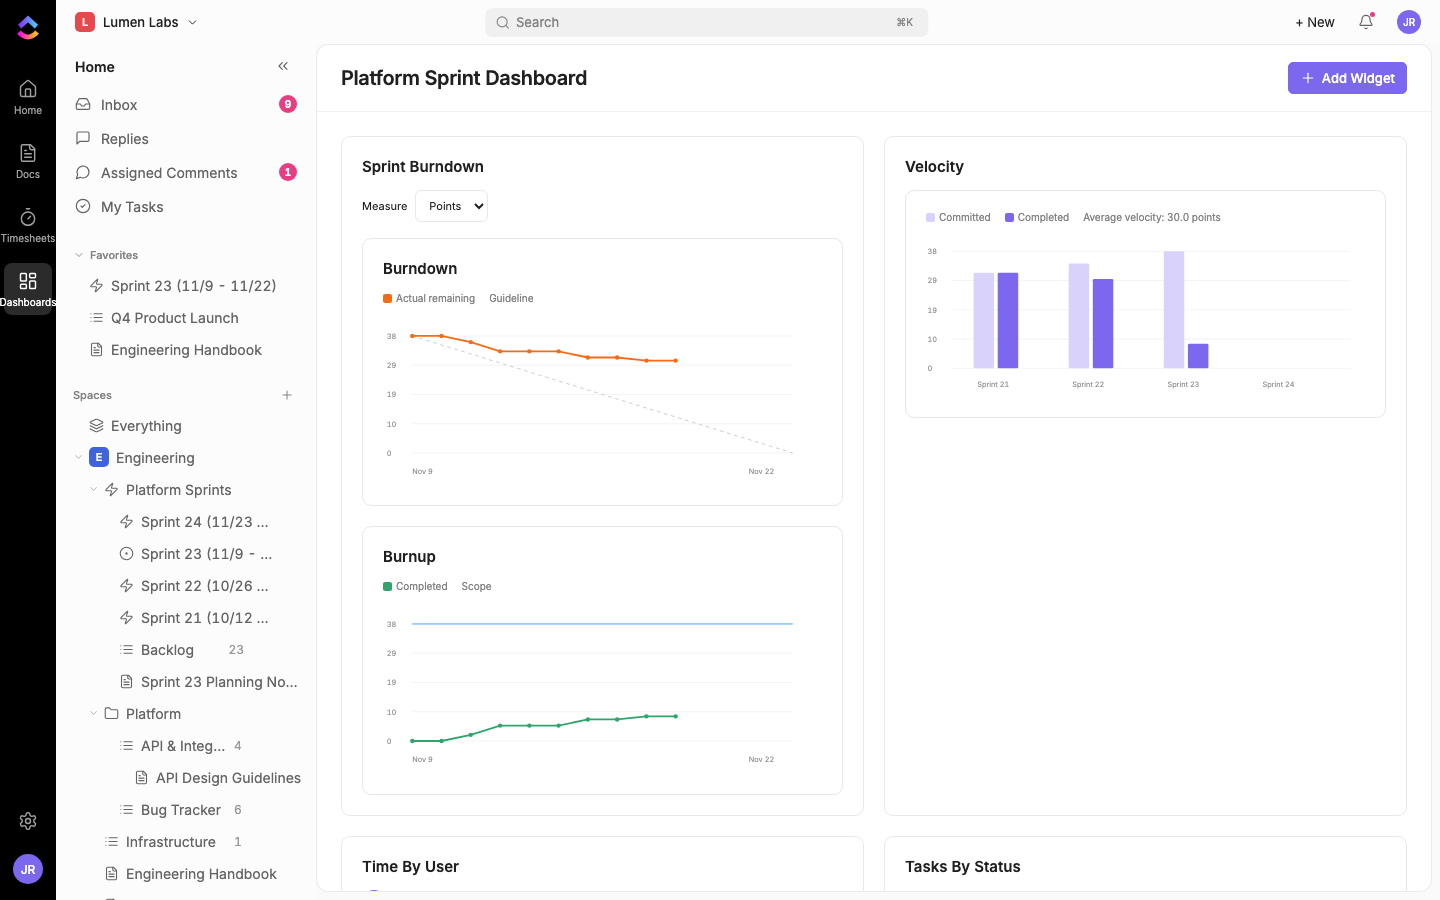 L Lumen Labs
Search ⌘K
+ New
JR
Home
Docs
Timesheets
Dashboards
JR
Home
Inbox 9
Replies
Assigned Comments 1
My Tasks
Favorites
Sprint 23 (11/9 - 11/22)
Q4 Product Launch
Engineering Handbook
Spaces
Everything
E Engineering
Platform Sprints
Sprint 24 (11/23 ...
Sprint 23 (11/9 - ...
Sprint 22 (10/26 ...
Sprint 21 (10/12 ...
Backlog 23
Sprint 23 Planning No...
Platform
API & Integ... 4
API Design Guidelines
Bug Tracker 6
Infrastructure 1
Engineering Handbook
Platform Sprint Dashboard
+ Add Widget
Sprint Burndown
Measure Points
Burndown
Actual remaining Guideline
38
29
19
10
0
Nov 9 Nov 22
Burnup
Completed Scope
38
29
19
10
0
Nov 9 Nov 22
Velocity
Committed Completed Average velocity: 30.0 points
38
29
19
10
0
Sprint 21 Sprint 22 Sprint 23 Sprint 24
Time By User
Tasks By Status